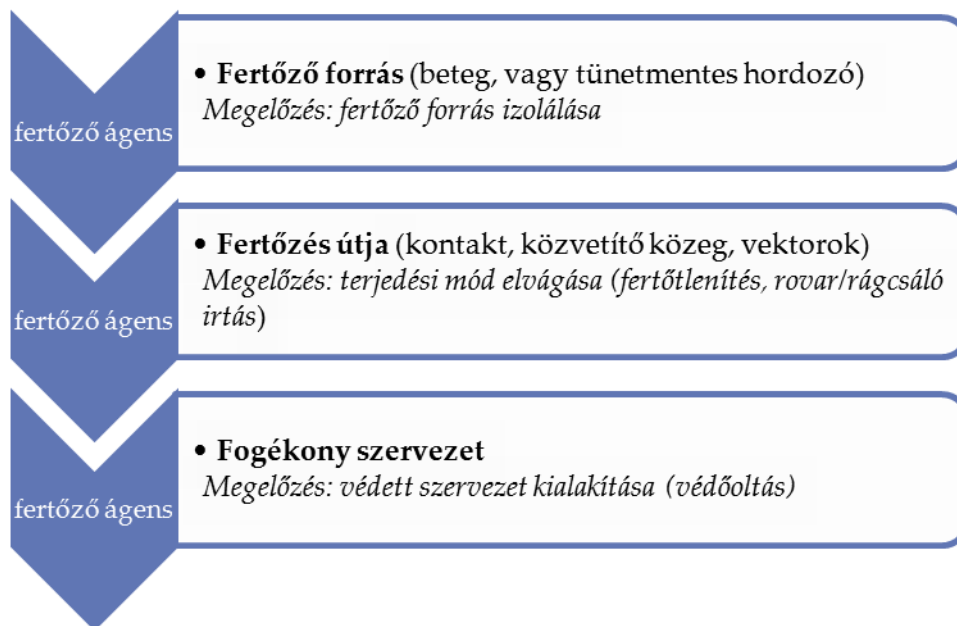 fertőző ágens
• Fertőző forrás (beteg, vagy tünetmentes hordozó)
Megelőzés: fertőző forrás izolálása
fertőző ágens
• Fertőzés útja (kontakt, közvetítő közeg, vektorok)
Megelőzés: terjedési mód elvágása (fertőtlenítés, rovar/rágcsáló
irtás)
fertőző ágens
• Fogékony szervezet
Megelőzés: védett szervezet kialakítása (védőoltás)